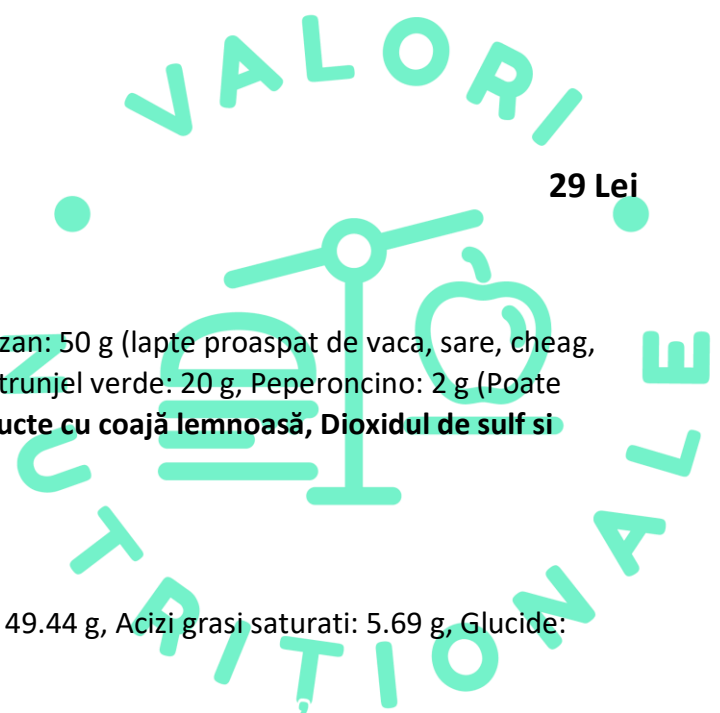 VALORI
29 Lei
zan: 50 g (lapte proaspat de vaca, sare, cheag,
trunjel verde: 20 g, Peperoncino: 2 g (Poate
ucte cu coajă lemnoasă, Dioxidul de sulf si
49.44 g, Acizi grasi saturati: 5.69 g, Glucide:
NUTRITIONALE